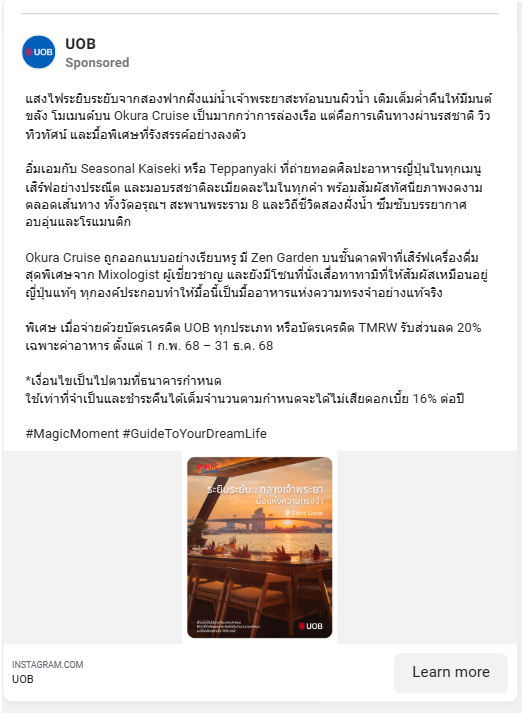 UOB
UOB
Sponsored
แสงไฟระยิบระยับจากสองฟากฝั่งแม่น้ำเจ้าพระยาสะท้อนบนผิวน้ำ เติมเต็มค่ำคืนให้มีมนต์
ขลัง โมเมนต์บน Okura Cruise เป็นมากกว่าการล่องเรือ แต่คือการเดินทางผ่านรสชาติ วิว
ทิวทัศน์ และมื้อพิเศษที่รังสรรค์อย่างลงตัว
อิ่มเอมกับ Seasonal Kaiseki หรือ Teppanyaki ที่ถ่ายทอดศิลปะอาหารญี่ปุ่นในทุกเมนู
เสิร์ฟอย่างประณีต และมอบรสชาติละเมียดละไมในทุกคำ พร้อมสัมผัสทัศนียภาพงดงาม
ตลอดเส้นทาง ทั้งวัดอรุณฯ สะพานพระราม 8 และวิถีชีวิตสองฝั่งน้ำ ซึมซับบรรยากาศ
อบอุ่นและโรแมนติก
Okura Cruise ถูกออกแบบอย่างเรียบหรู มี Zen Garden บนชั้นดาดฟ้าที่เสิร์ฟเครื่องดื่ม
สุดพิเศษจาก Mixologist ผู้เชี่ยวชาญ และยังมีโซนที่นั่งเสื่อทาทามิที่ให้สัมผัสเหมือนอยู่
ญี่ปุ่นแท้ๆ ทุกองค์ประกอบทำให้มื้อนี้เป็นมื้ออาหารแห่งความทรงจำอย่างแท้จริง
พิเศษ เมื่อจ่ายด้วยบัตรเครดิต UOB ทุกประเภท หรือบัตรเครดิต TMRW รับส่วนลด 20%
เฉพาะค่าอาหาร ตั้งแต่ 1 ก.พ. 68 – 31 ธ.ค. 68
*เงื่อนไขเป็นไปตามที่ธนาคารกำหนด
ใช้เท่าที่จำเป็นและชำระคืนได้เต็มจำนวนตามกำหนดจะได้ไม่เสียดอกเบี้ย 16% ต่อปี
#MagicMoment #GuideToYourDreamLife
ระยิบระยับ...กลางเจ้าพระยา
มื้อแห่งความทรงจำ
Okura Cruise
UOB
INSTAGRAM.COM
UOB
Learn more